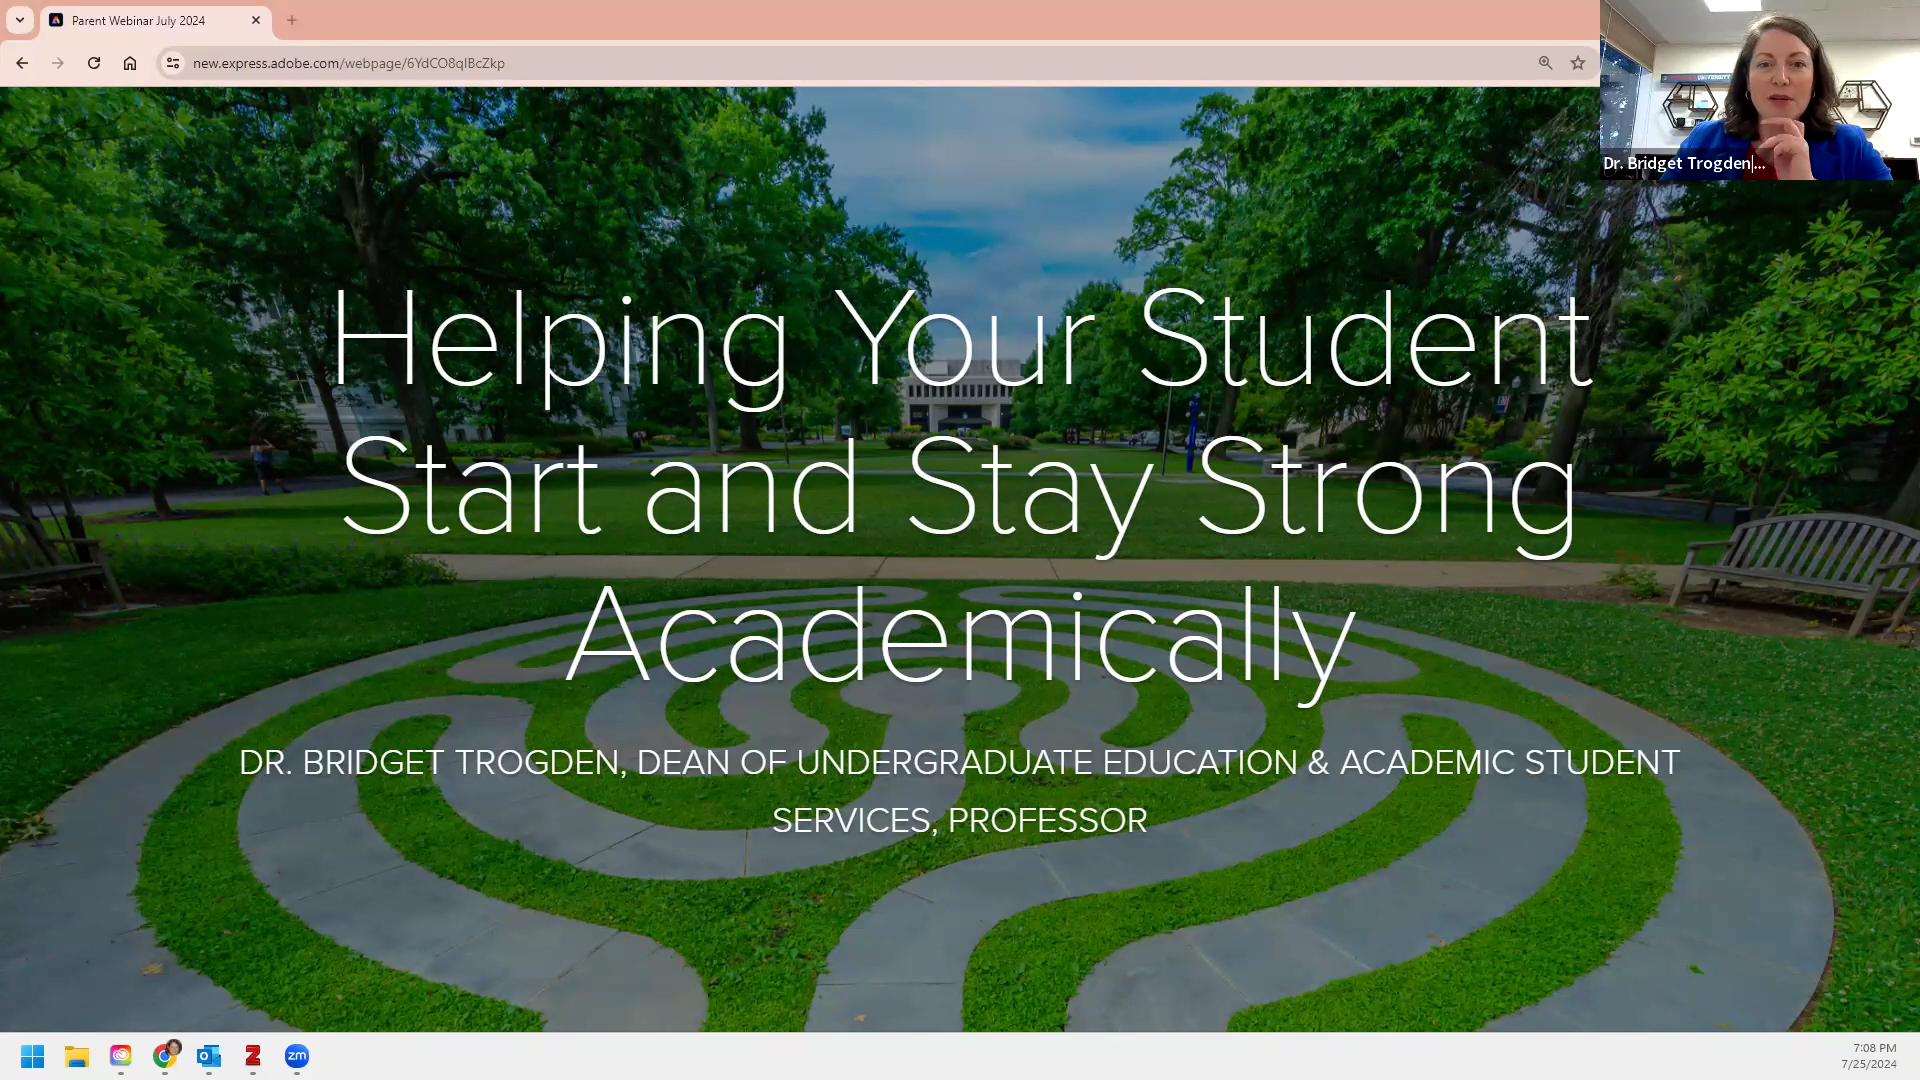 Parent Webinar July 2024
new.express.adobe.com/webpage/6YdCO8qIBcZkp
UNIVERSITY
Dr. Bridget Trogden|...
Helping Your Student
Start and Stay Strong
Academically
DR. BRIDGET TROGDEN, DEAN OF UNDERGRADUATE EDUCATION & ACADEMIC STUDENT
SERVICES, PROFESSOR
zm
7:08 PM
7/25/2024